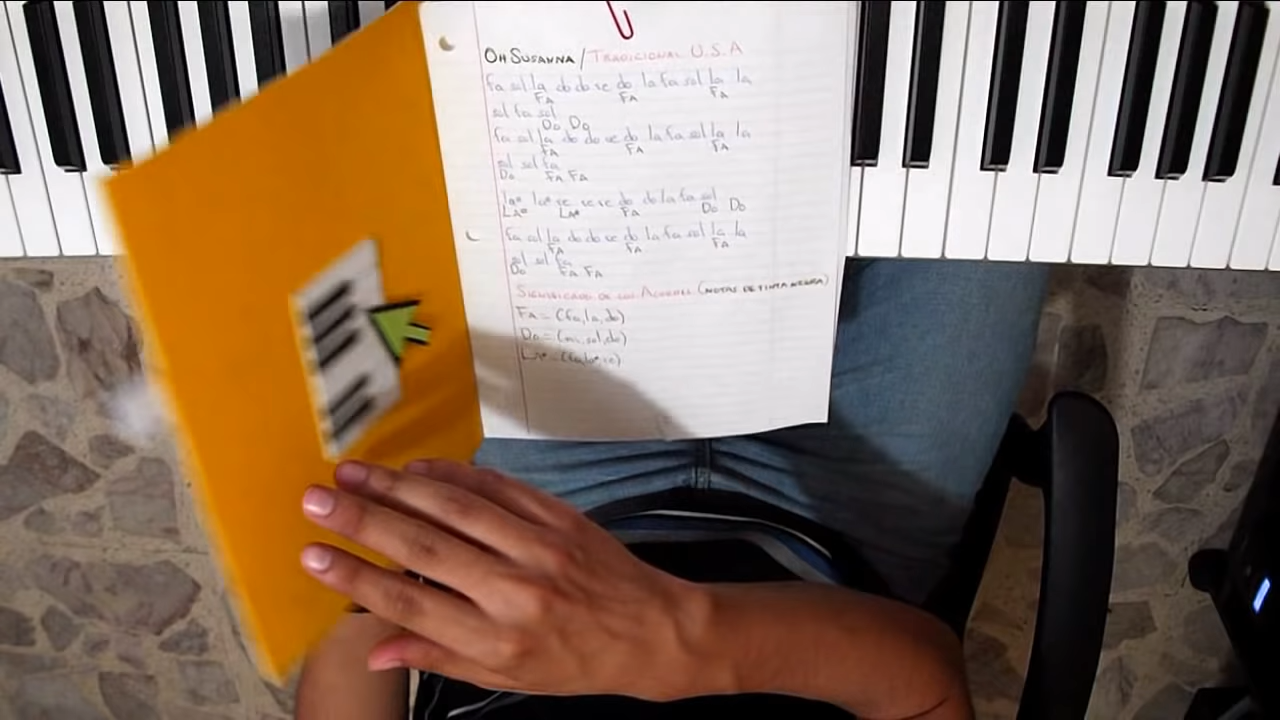 OH SUSANNA / TRADICIONAL U.S.A
fa sol la do do re do la fa sol la la
FA FA FA
sol fa sol
DO DO
fa sol la do do re do la fa sol la la
FA FA FA
sol sol fa
DO FA FA
la# la# re re re do do la fa sol
LA# LA# FA DO DO
fa sol la do do re do la fa sol la la
FA FA FA
sol sol fa
DO FA FA
SIGNIFICADO DE LOS ACORDES (NOTAS DE TINTA NEGRA)
FA = (fa, la, do)
DO = (mi, sol, do)
LA# = (fa, la#, re)